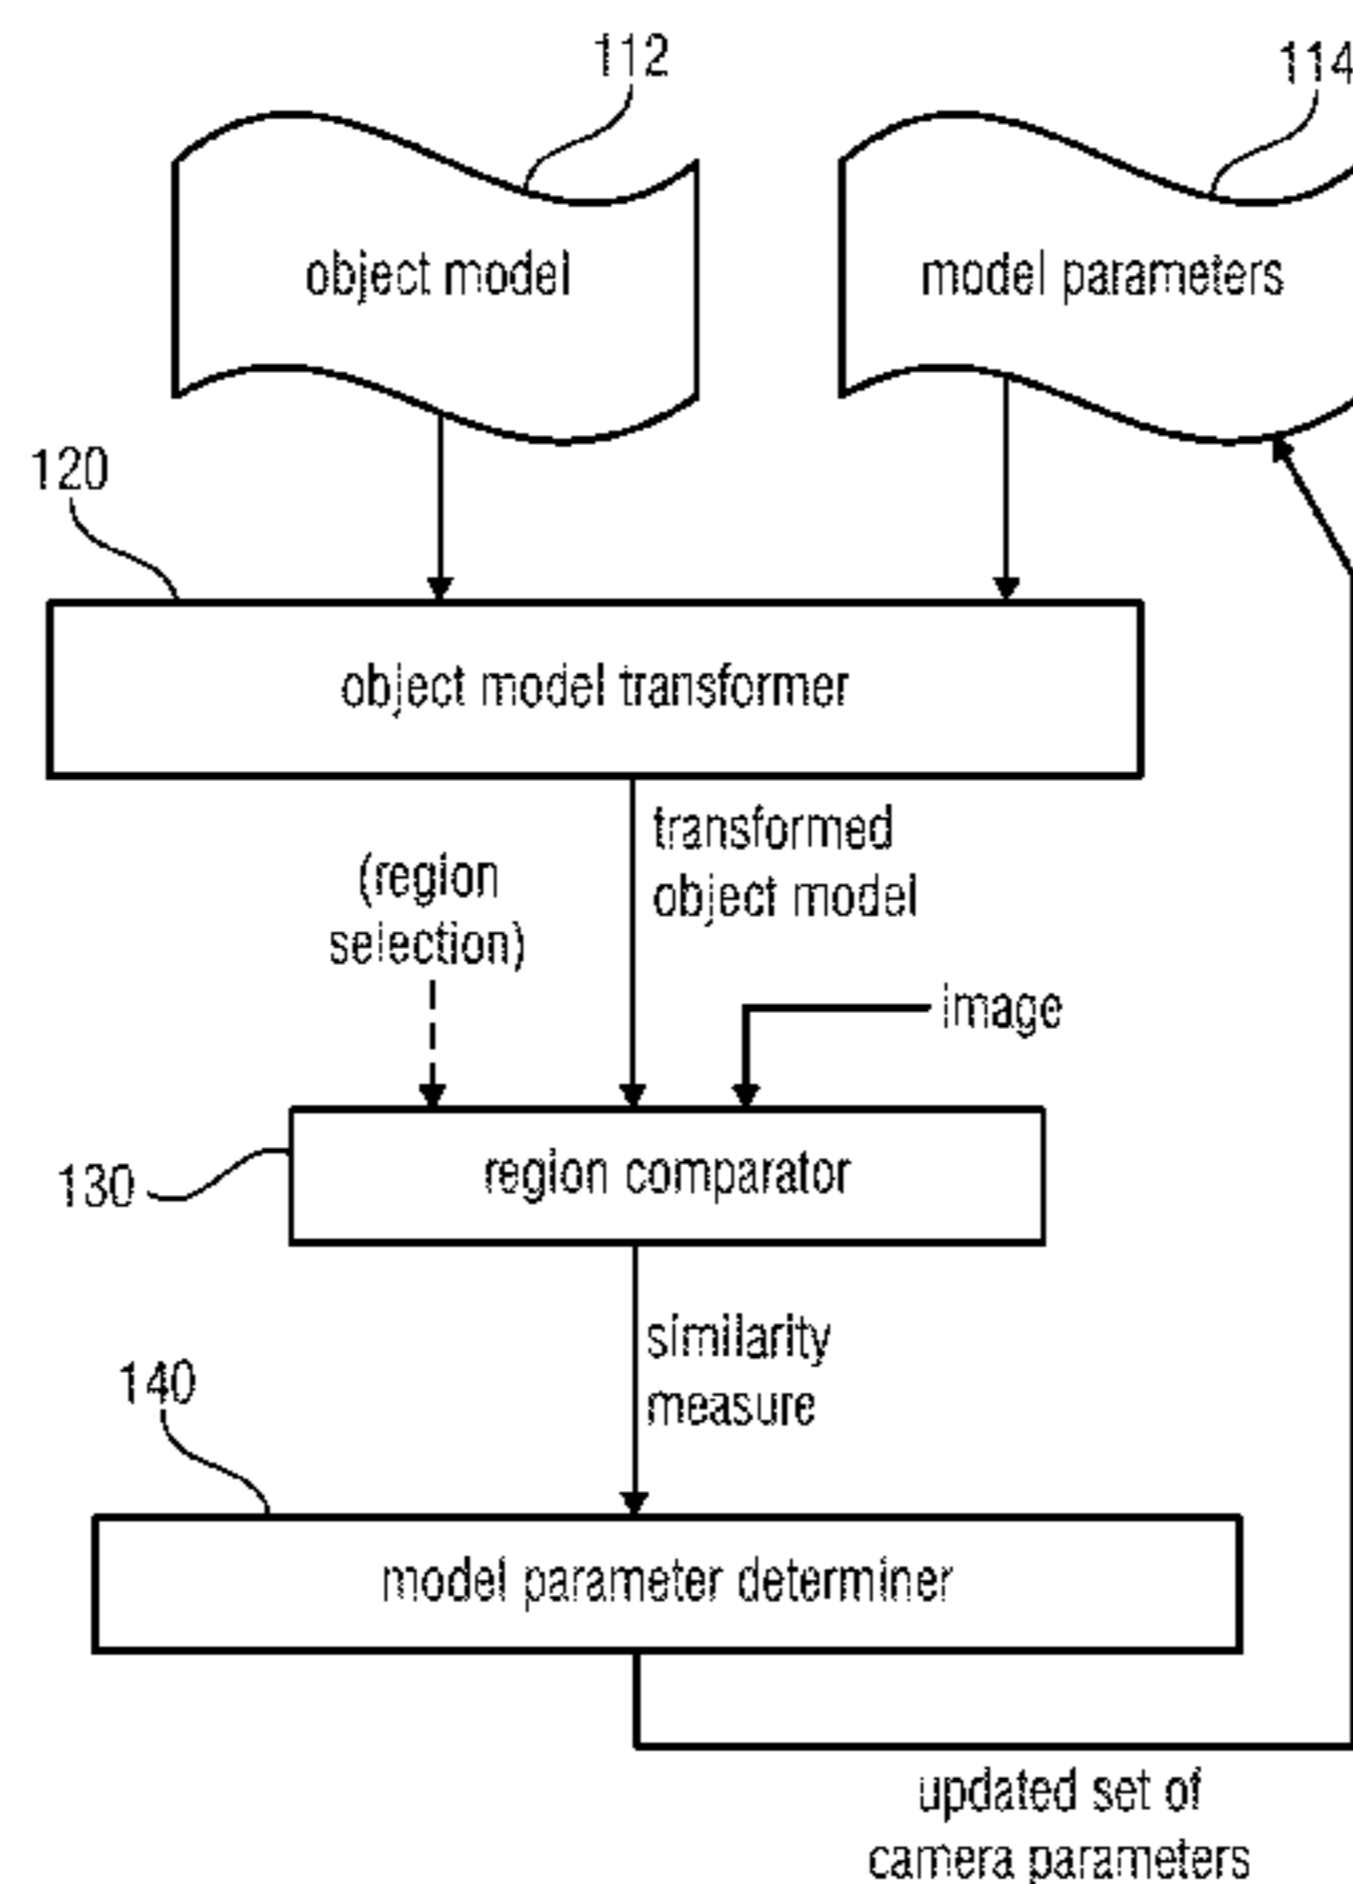 112
114
object model
model parameters
120
object model transformer
transformed
object model
(region
selection)
image
130
region comparator
similarity
measure
140
model parameter determiner
updated set of
camera parameters